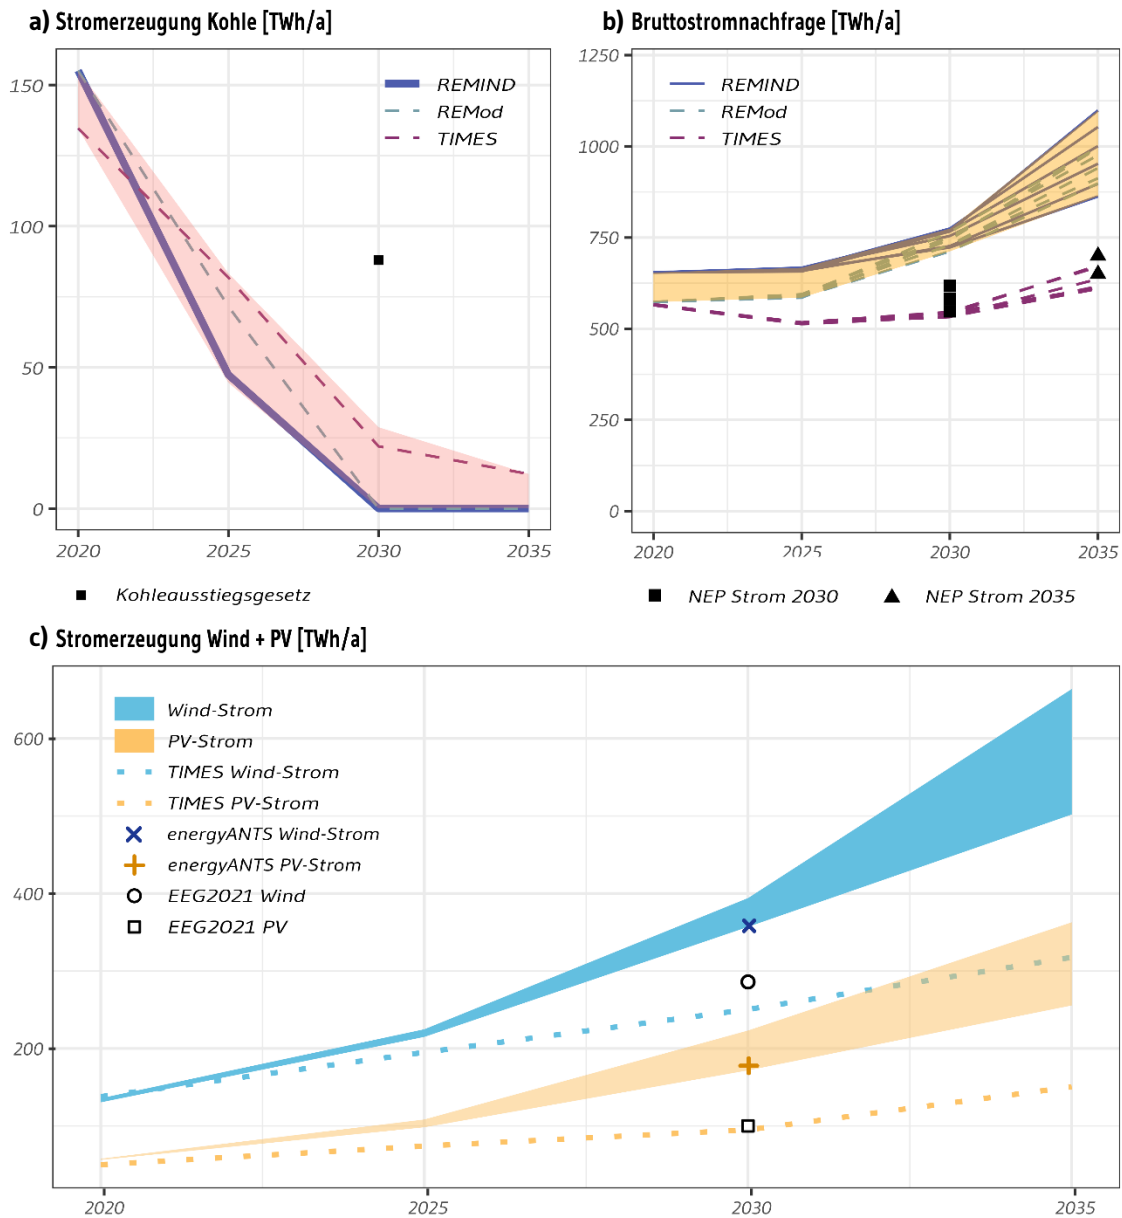 a) Stromerzeugung Kohle [TWh/a]
150
100
50
0
2020 2025 2030 2035
REMIND
REMod
TIMES
Kohleausstiegsgesetz
b) Bruttostromnachfrage [TWh/a]
1250
1000
750
500
250
0
2020 2025 2030 2035
REMIND
REMod
TIMES
NEP Strom 2030 NEP Strom 2035
c) Stromerzeugung Wind + PV [TWh/a]
600
400
200
Wind-Strom
PV-Strom
TIMES Wind-Strom
TIMES PV-Strom
energyANTS Wind-Strom
energyANTS PV-Strom
EEG2021 Wind
EEG2021 PV
2020 2025 2030 2035